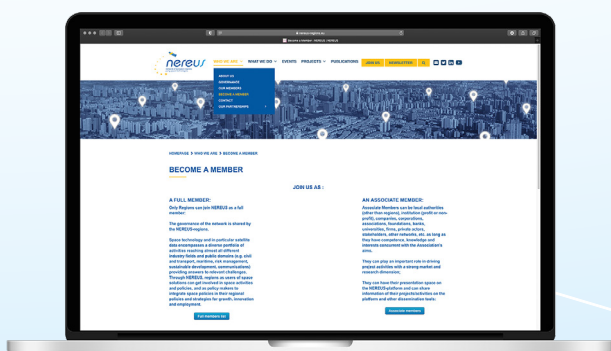 nereus-regions.eu
Become a member - NEREUS : NEREUS
nereus
WHO WE ARE WHAT WE DO EVENTS PROJECTS PUBLICATIONS JOIN US NEWSLETTER
ABOUT US
GOVERNANCE
OUR MEMBERS
BECOME A MEMBER
CONTACT
OUR PARTNERSHIPS
HOMEPAGE > WHO WE ARE > BECOME A MEMBER
BECOME A MEMBER
JOIN US AS :
A FULL MEMBER:
Only Regions can join NEREUS as a full
member:
The governance of the network is shared by
the NEREUS-regions.
Space technology and in particular satellite
data encompasses a diverse portfolio of
activities reaching almost all different
industry fields and public domains (e.g. civil
and transport, maritime, risk management,
sustainable development, communications)
providing answers to relevant challenges.
Through NEREUS, regions as users of space
solutions can get involved in space activities
and policies, and as policy makers to
integrate space policies in their regional
policies and strategies for growth, innovation
and employment.
Full members list
AN ASSOCIATE MEMBER:
Associate Members can be local authorities
(other than regions), institution (profit or non-
profit), companies, corporations,
associations, foundations, banks,
universities, firms, private actors,
stakeholders, other networks, etc. as long as
they have competence, knowledge and
interests consonant with the Association's
aims.
They can play an important role in driving
project activities with a strong market and
research dimension;
They can have their presentation space on
the NEREUS-platform and can share
information of their projects/activities on the
platform and other dissemination tools:
Associate members